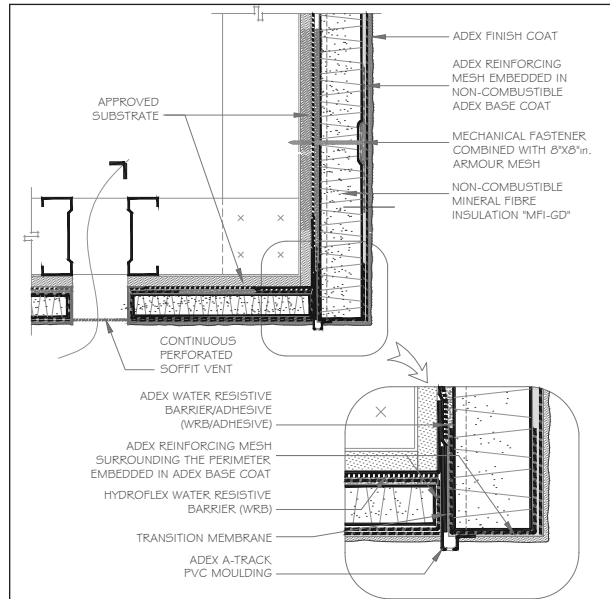 ADEX FINISH COAT
ADEX REINFORCING
MESH EMBEDDED IN
NON-COMBUSTIBLE
ADEX BASE COAT
APPROVED
SUBSTRATE
MECHANICAL FASTENER
COMBINED WITH 8"X8"in.
ARMOUR MESH
NON-COMBUSTIBLE
MINERAL FIBRE
INSULATION "MFI-GD"
CONTINUOUS
PERFORATED
SOFFIT VENT
ADEX WATER RESISTIVE
BARRIER/ADHESIVE
(WRB/ADHESIVE)
ADEX REINFORCING MESH
SURROUNDING THE PERIMETER
EMBEDDED IN ADEX BASE COAT
HYDROFLEX WATER RESISTIVE
BARRIER (WRB)
TRANSITION MEMBRANE
ADEX A-TRACK
PVC MOULDING